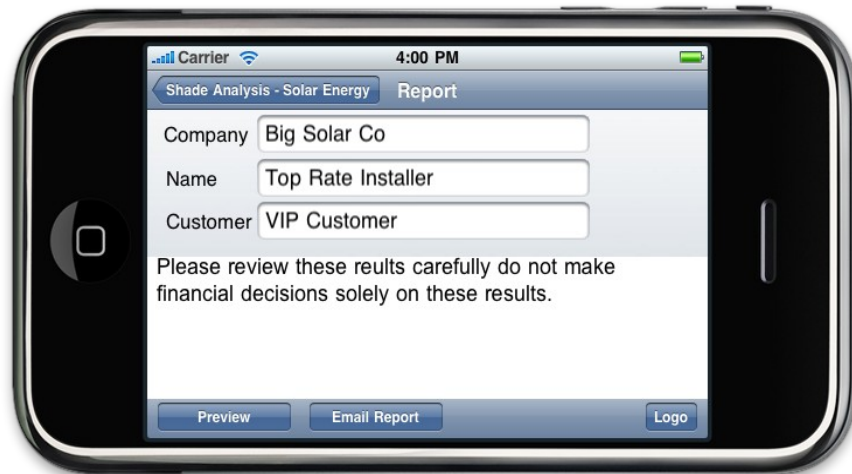 Carrier 4:00 PM
Shade Analysis - Solar Energy Report
Company Big Solar Co
Name Top Rate Installer
Customer VIP Customer
Please review these reults carefully do not make
financial decisions solely on these results.
Preview Email Report Logo